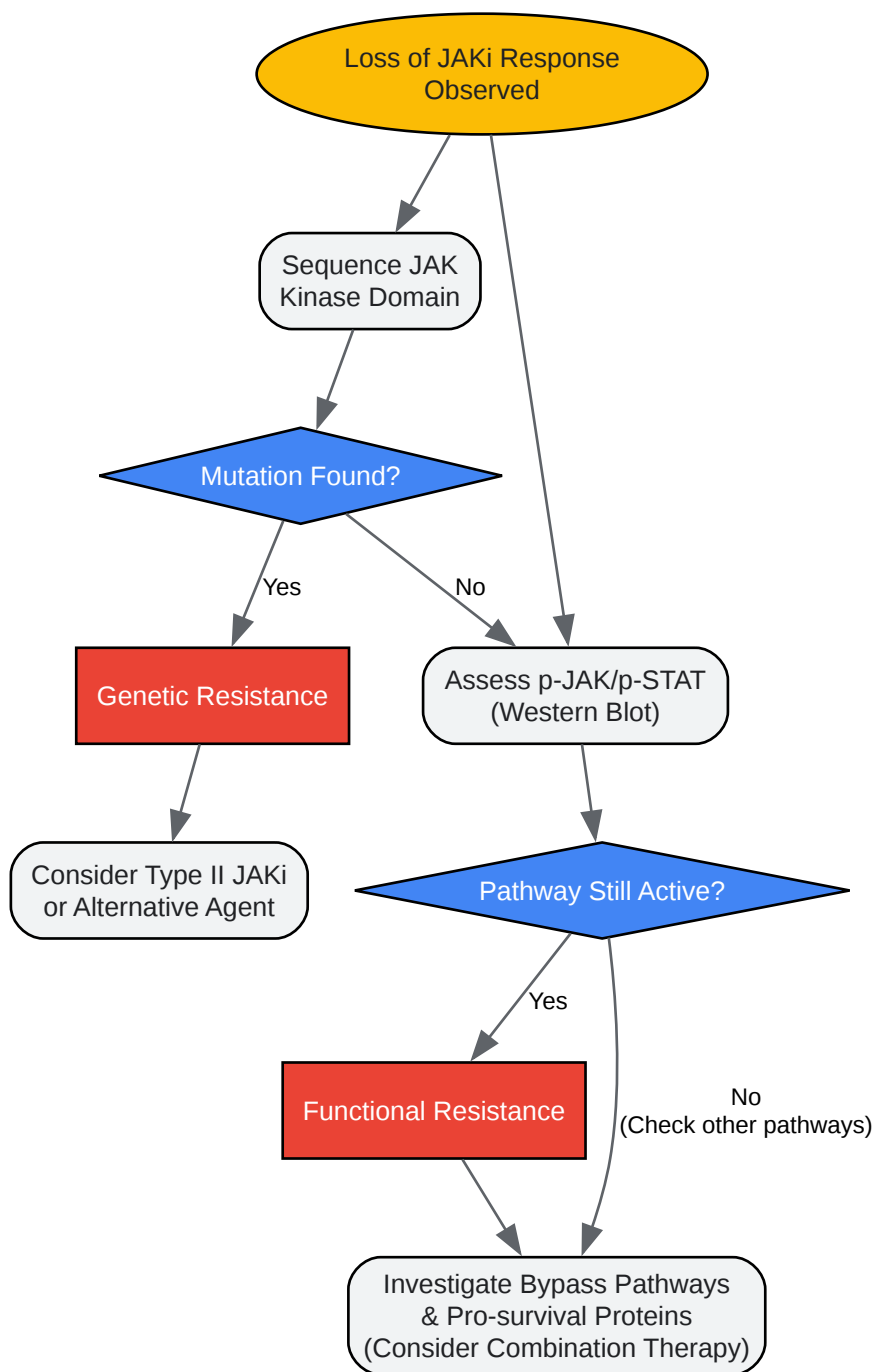 Loss of JAKi Response
Observed
Sequence JAK
Kinase Domain
Mutation Found?
Yes
No
Genetic Resistance
Assess p-JAK/p-STAT
(Western Blot)
Consider Type II JAKi
or Alternative Agent
Pathway Still Active?
Yes
No
(Check other pathways)
Functional Resistance
Investigate Bypass Pathways
& Pro-survival Proteins
(Consider Combination Therapy)